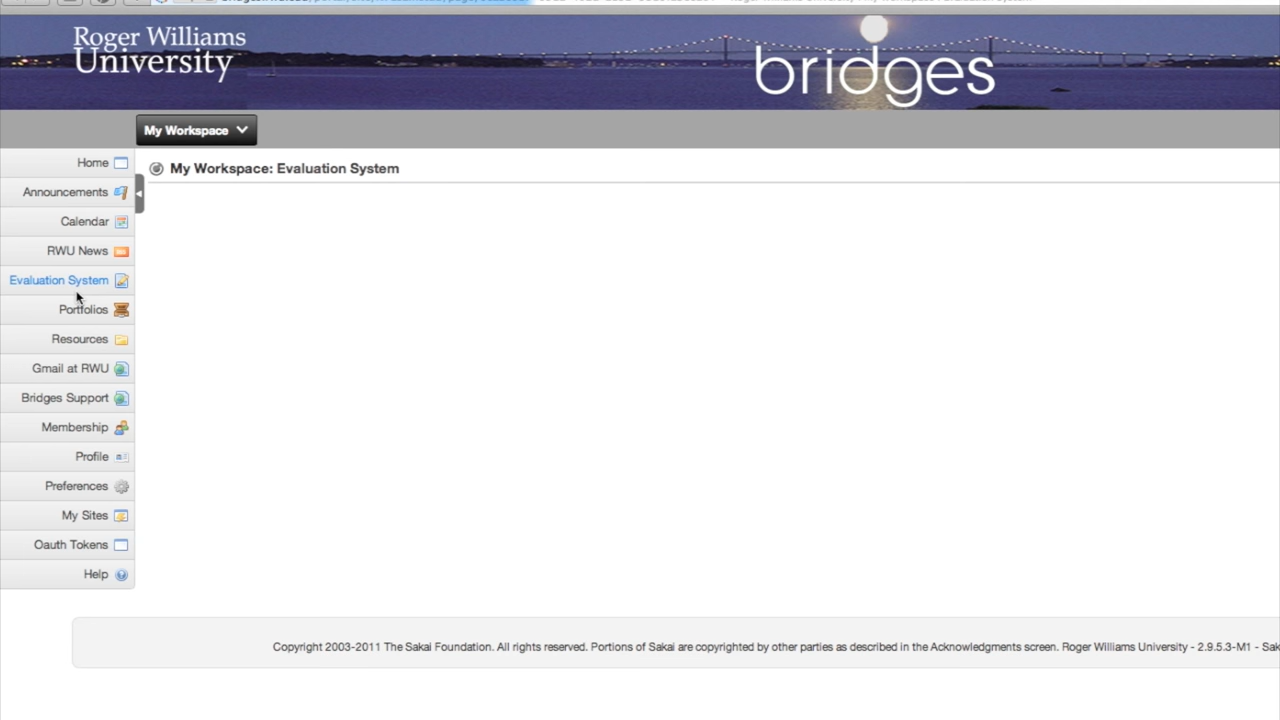 Roger Williams
University
bridges
My Workspace
Home
My Workspace: Evaluation System
Announcements
Calendar
RWU News
Evaluation System
Portfolios
Resources
Gmail at RWU
Bridges Support
Membership
Profile
Preferences
My Sites
Oauth Tokens
Help
Copyright 2003-2011 The Sakai Foundation. All rights reserved. Portions of Sakai are copyrighted by other parties as described in the Acknowledgments screen. Roger Williams University - 2.9.5.3-M1 - Sak